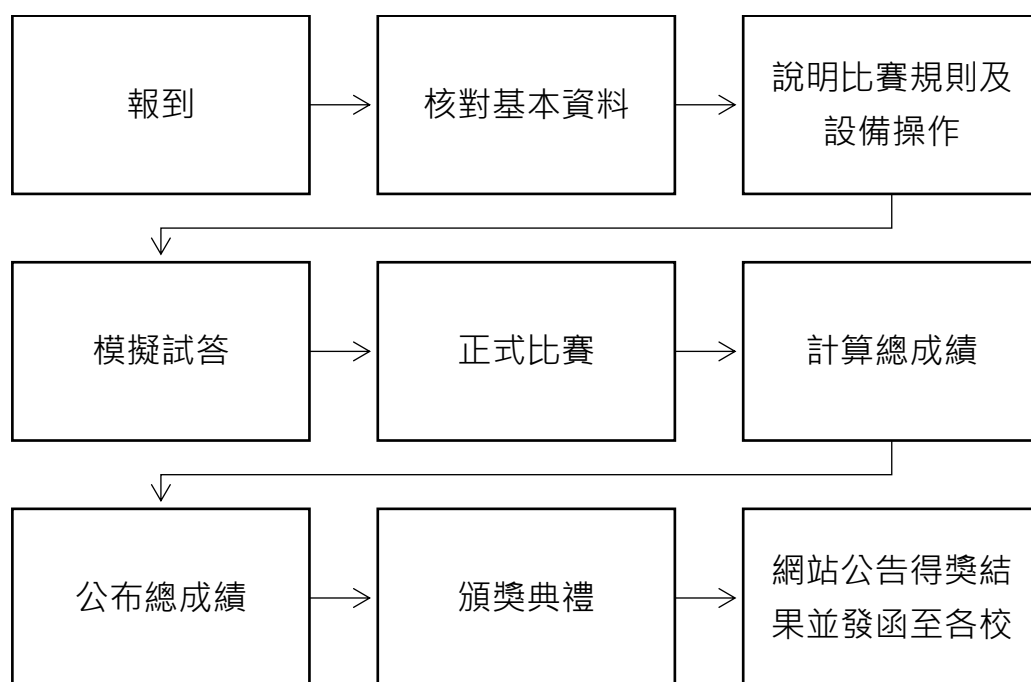 報到
核對基本資料
說明比賽規則及
設備操作
模擬試答
正式比賽
計算總成績
公布總成績
頒獎典禮
網站公告得獎結
果並發函至各校